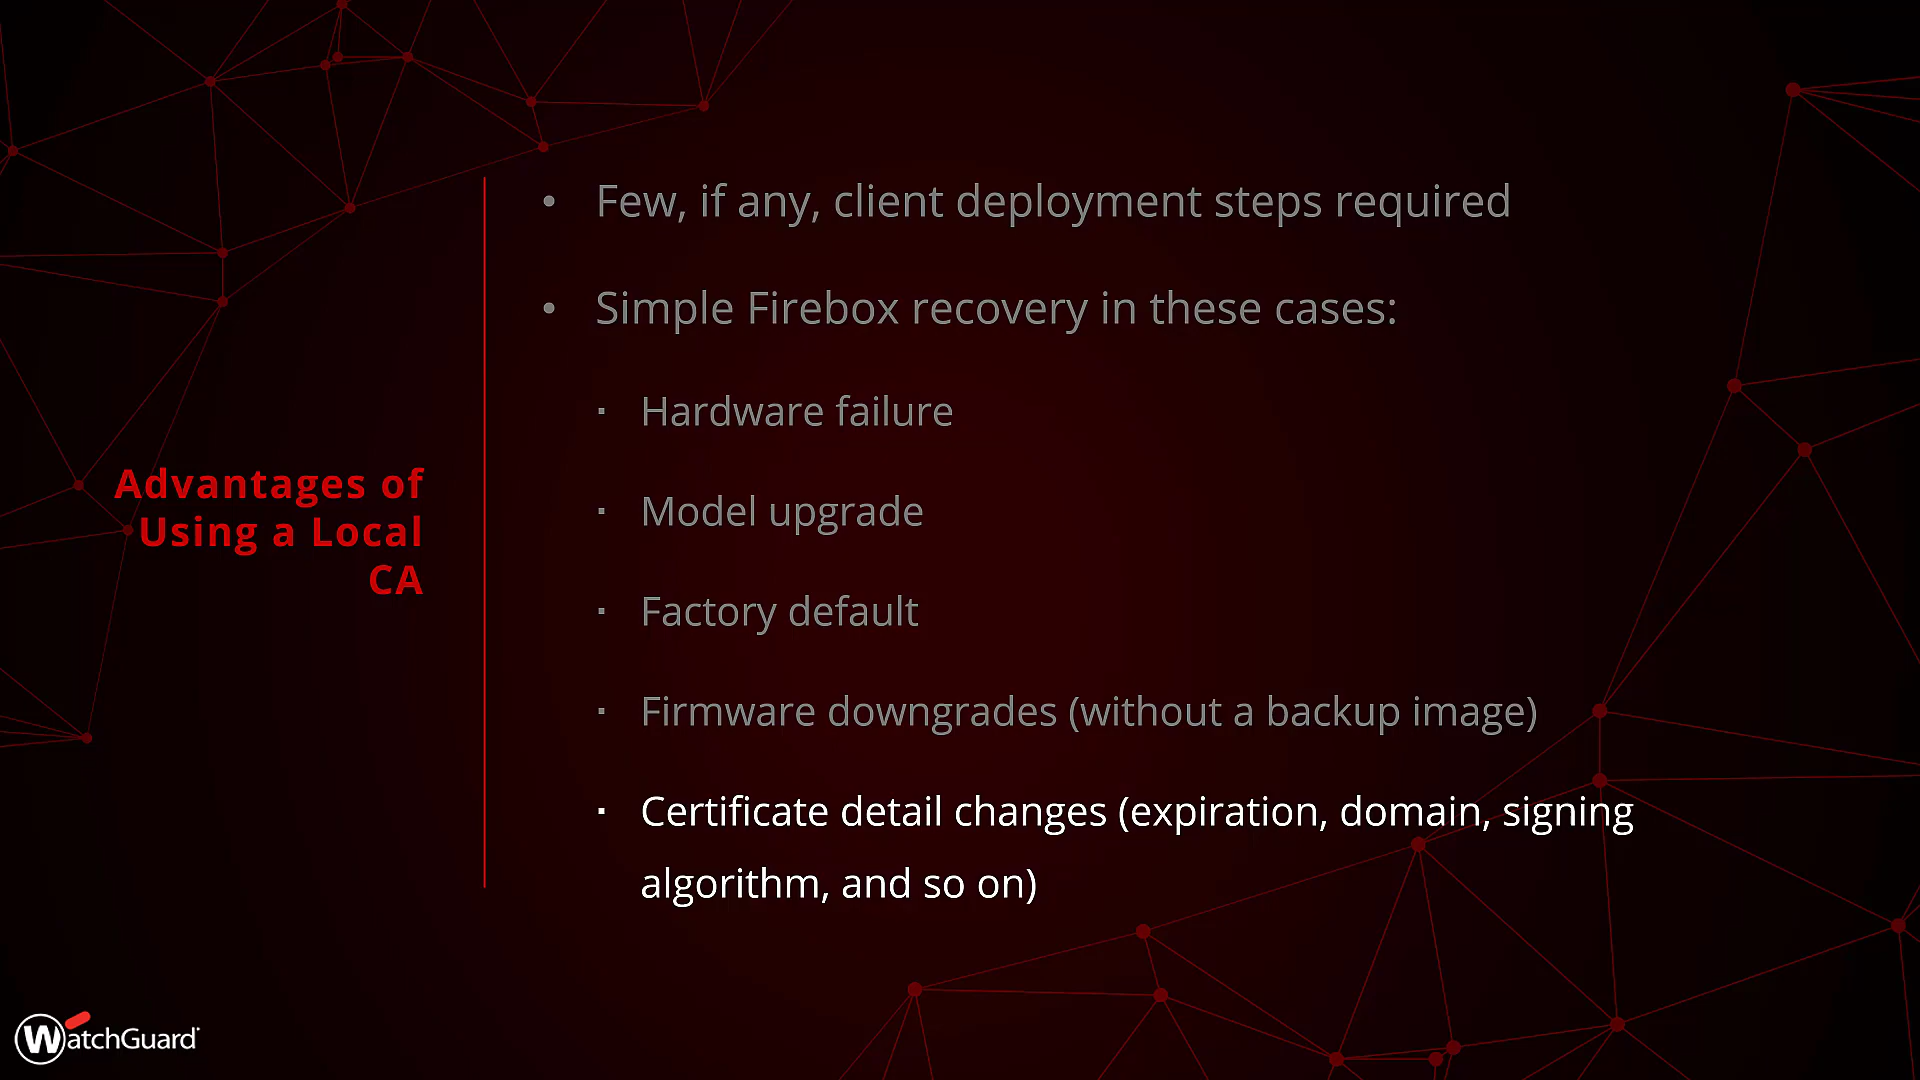 Advantages of
Using a Local
CA
• Few, if any, client deployment steps required
• Simple Firebox recovery in these cases:
▪ Hardware failure
▪ Model upgrade
▪ Factory default
▪ Firmware downgrades (without a backup image)
▪ Certificate detail changes (expiration, domain, signing
algorithm, and so on)
WatchGuard